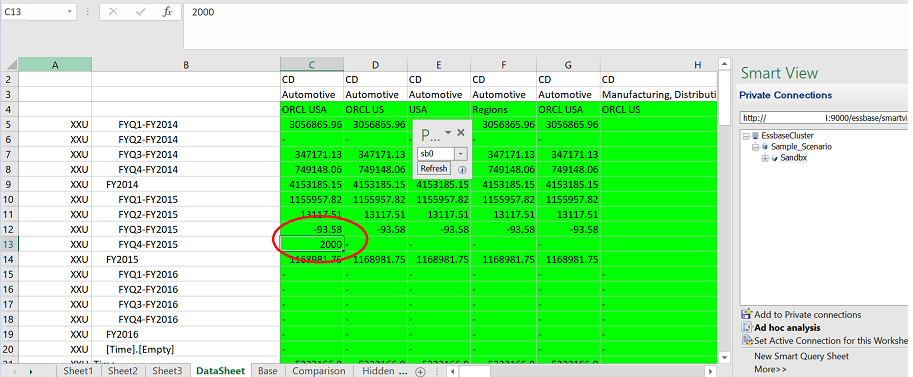 C13 fx 2000
A B C D E F G H
2 CD CD CD CD CD CD
3 Automotive Automotive Automotive Automotive Automotive Manufacturing, Distributi
4 ORCL USA ORCL US USA Regions ORCL USA ORCL US
5 XXU FYQ1-FY2014 3056865.96 3056865.96 3056865.96 3056865.96 -
6 XXU FYQ2-FY2014 - - - - -
7 XXU FYQ3-FY2014 347171.13 347171.13 347171.13 347171.13 -
8 XXU FYQ4-FY2014 749148.06 749148.06 749148.06 749148.06 -
9 XXU FY2014 4153185.15 4153185.15 4153185.15 4153185.15 4153185.15 -
10 XXU FYQ1-FY2015 1155957.82 1155957.82 1155957.82 1155957.82 1155957.82 -
11 XXU FYQ2-FY2015 13117.51 13117.51 13117.51 13117.51 13117.51 -
12 XXU FYQ3-FY2015 -93.58 -93.58 -93.58 -93.58 -93.58 -
13 XXU FYQ4-FY2015 2000 - - - - -
14 XXU FY2015 1168981.75 1168981.75 1168981.75 1168981.75 1168981.75 -
15 XXU FYQ1-FY2016 - - - - - -
16 XXU FYQ2-FY2016 - - - - - -
17 XXU FYQ3-FY2016 - - - - - -
18 XXU FYQ4-FY2016 - - - - - -
19 XXU FY2016 - - - - - -
20 XXU [Time].[Empty] - - - - - -
P...
sb0
Refresh
Sheet1 Sheet2 Sheet3 DataSheet Base Comparison Hidden ...
Smart View
Private Connections
http:// l:9000/essbase/smartvi
EssbaseCluster
Sample_Scenario
Sandbx
Add to Private connections
Ad hoc analysis
Set Active Connection for this Workshe
New Smart Query Sheet
More>>